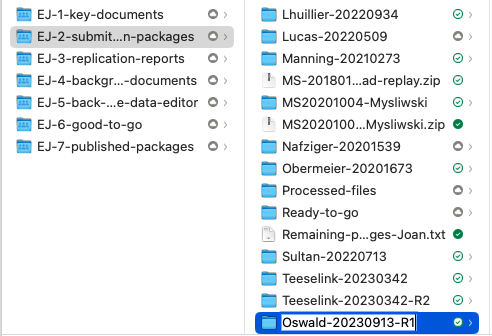 EJ-1-key-documents
EJ-2-submit...n-packages
EJ-3-replication-reports
EJ-4-backgr...-documents
EJ-5-back-...e-data-editor
EJ-6-good-to-go
EJ-7-published-packages
Lhuillier-20220934
Lucas-20220509
Manning-20210273
MS-201801...ad-replay.zip
MS20201004-Mysliwski
MS2020100...Mysliwski.zip
Nafziger-20201539
Obermeier-20201673
Processed-files
Ready-to-go
Remaining-p...ges-Joan.txt
Sultan-20220713
Teeselink-20230342
Teeselink-20230342-R2
Oswald-20230913-R1